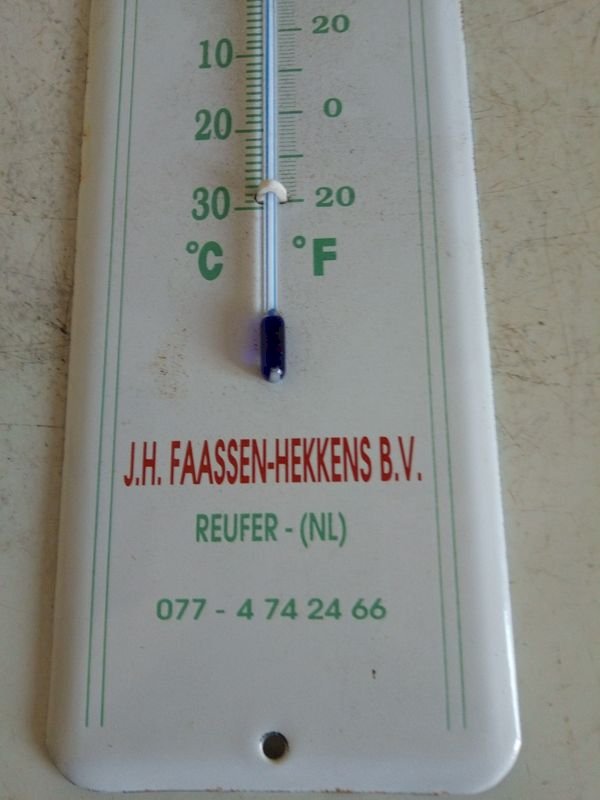 20
10
0
20
30 20
°C °F
J.H. FAASSEN-HEKKENS B.V.
REUFER - (NL)
077 - 4 74 24 66